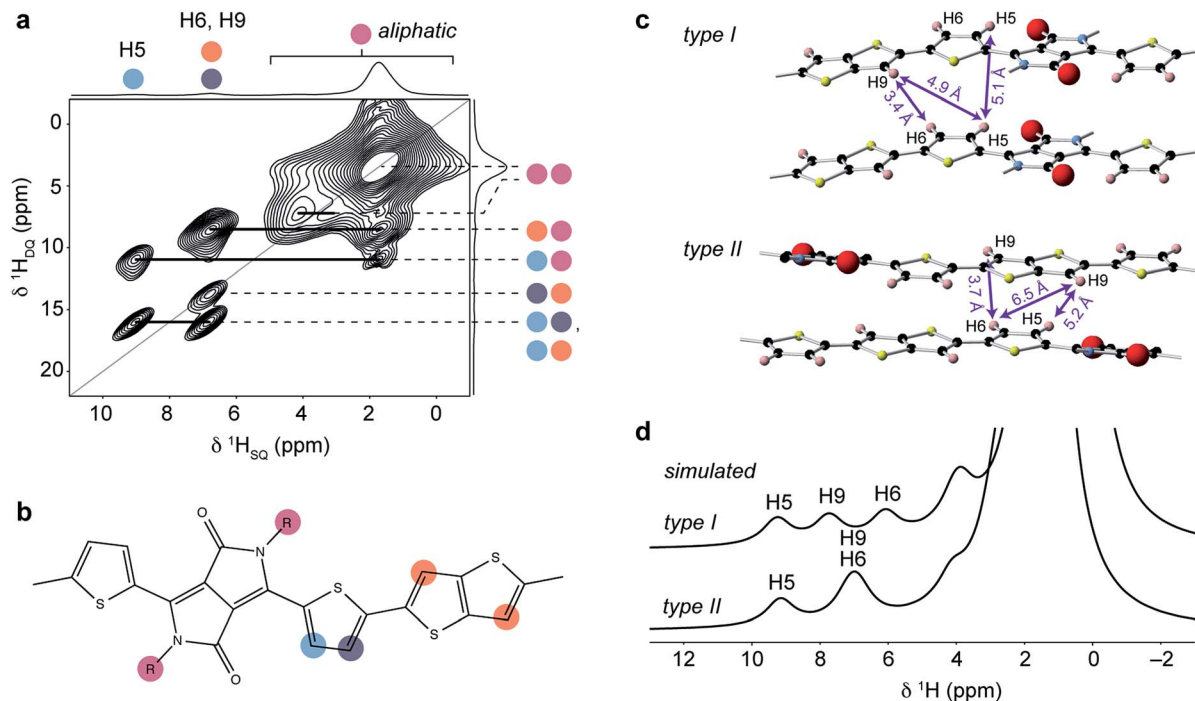 a
H5
H6, H9
aliphatic
0
5
10
15
20
δ ¹H_DQ (ppm)
10 8 6 4 2 0
δ ¹H_SQ (ppm)
,
b
O
N
R
S
S
S
S
N
R
O
c
type I
H6 H5
H9
3.4 Å
4.9 Å
5.1 Å
H6 H5
type II
H9
H9
3.7 Å
6.5 Å
5.2 Å
H6 H5
d
simulated
type I
H5 H9 H6
type II
H5
H9
H6
12 10 8 6 4 2 0 −2
δ ¹H (ppm)